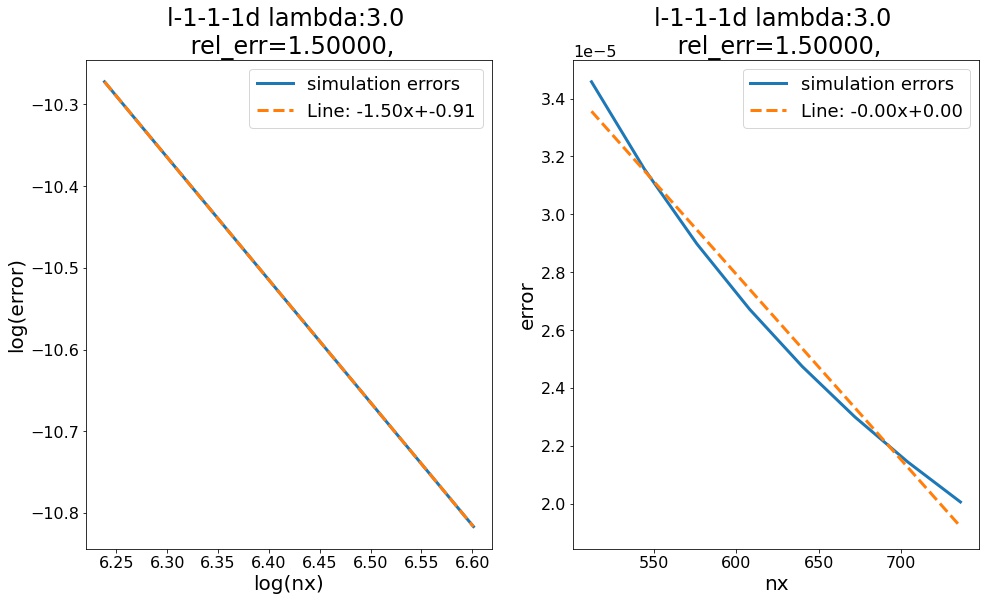 l-1-1-1d lambda:3.0
rel_err=1.50000,
simulation errors
Line: -1.50x+-0.91
−10.3
−10.4
−10.5
−10.6
−10.7
−10.8
log(error)
6.25 6.30 6.35 6.40 6.45 6.50 6.55 6.60
log(nx)
l-1-1-1d lambda:3.0
rel_err=1.50000,
1e−5
simulation errors
Line: -0.00x+0.00
3.4
3.2
3.0
2.8
2.6
2.4
2.2
2.0
error
550 600 650 700
nx